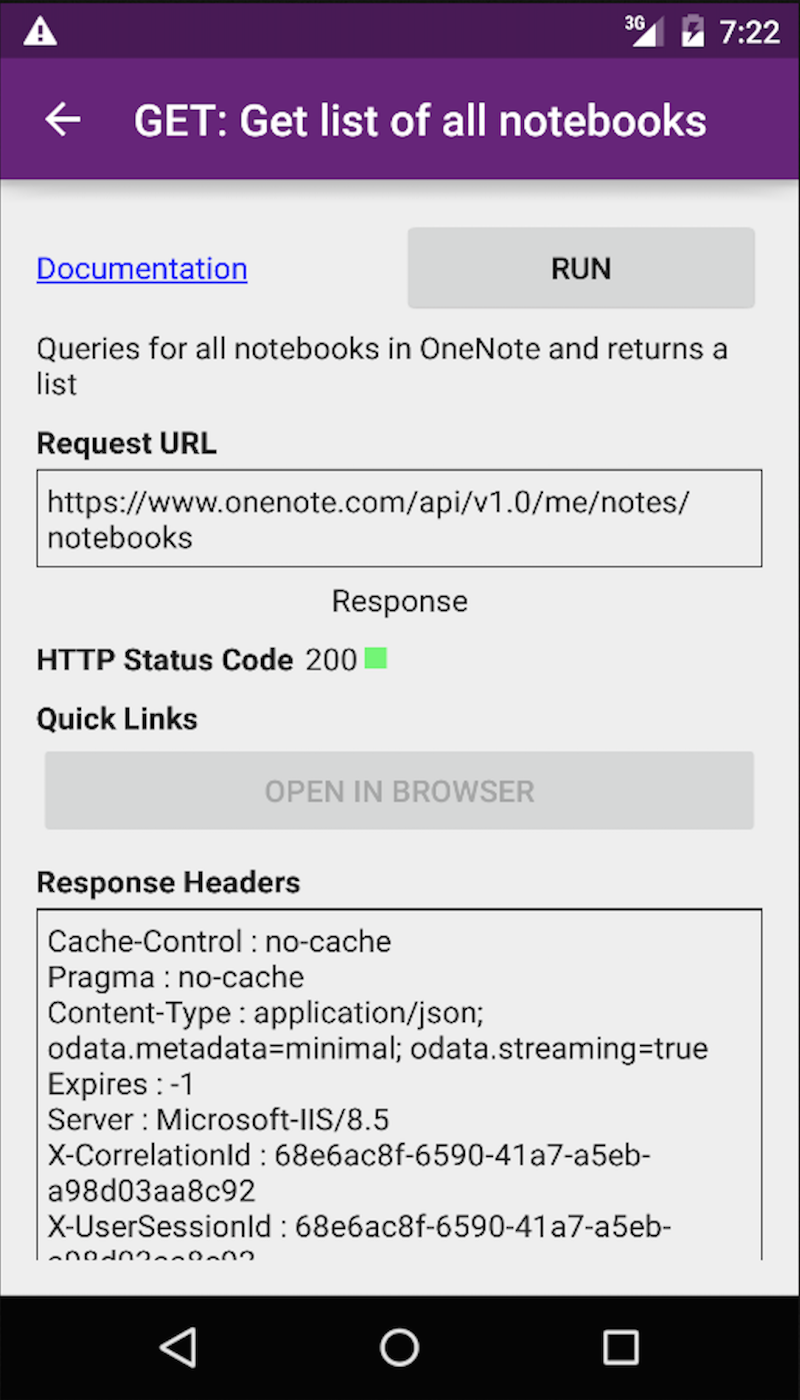 3G 7:22
GET: Get list of all notebooks
Documentation RUN
Queries for all notebooks in OneNote and returns a
list
Request URL
https://www.onenote.com/api/v1.0/me/notes/
notebooks
Response
HTTP Status Code 200
Quick Links
OPEN IN BROWSER
Response Headers
Cache-Control : no-cache
Pragma : no-cache
Content-Type : application/json;
odata.metadata=minimal; odata.streaming=true
Expires : -1
Server : Microsoft-IIS/8.5
X-CorrelationId : 68e6ac8f-6590-41a7-a5eb-
a98d03aa8c92
X-UserSessionId : 68e6ac8f-6590-41a7-a5eb-